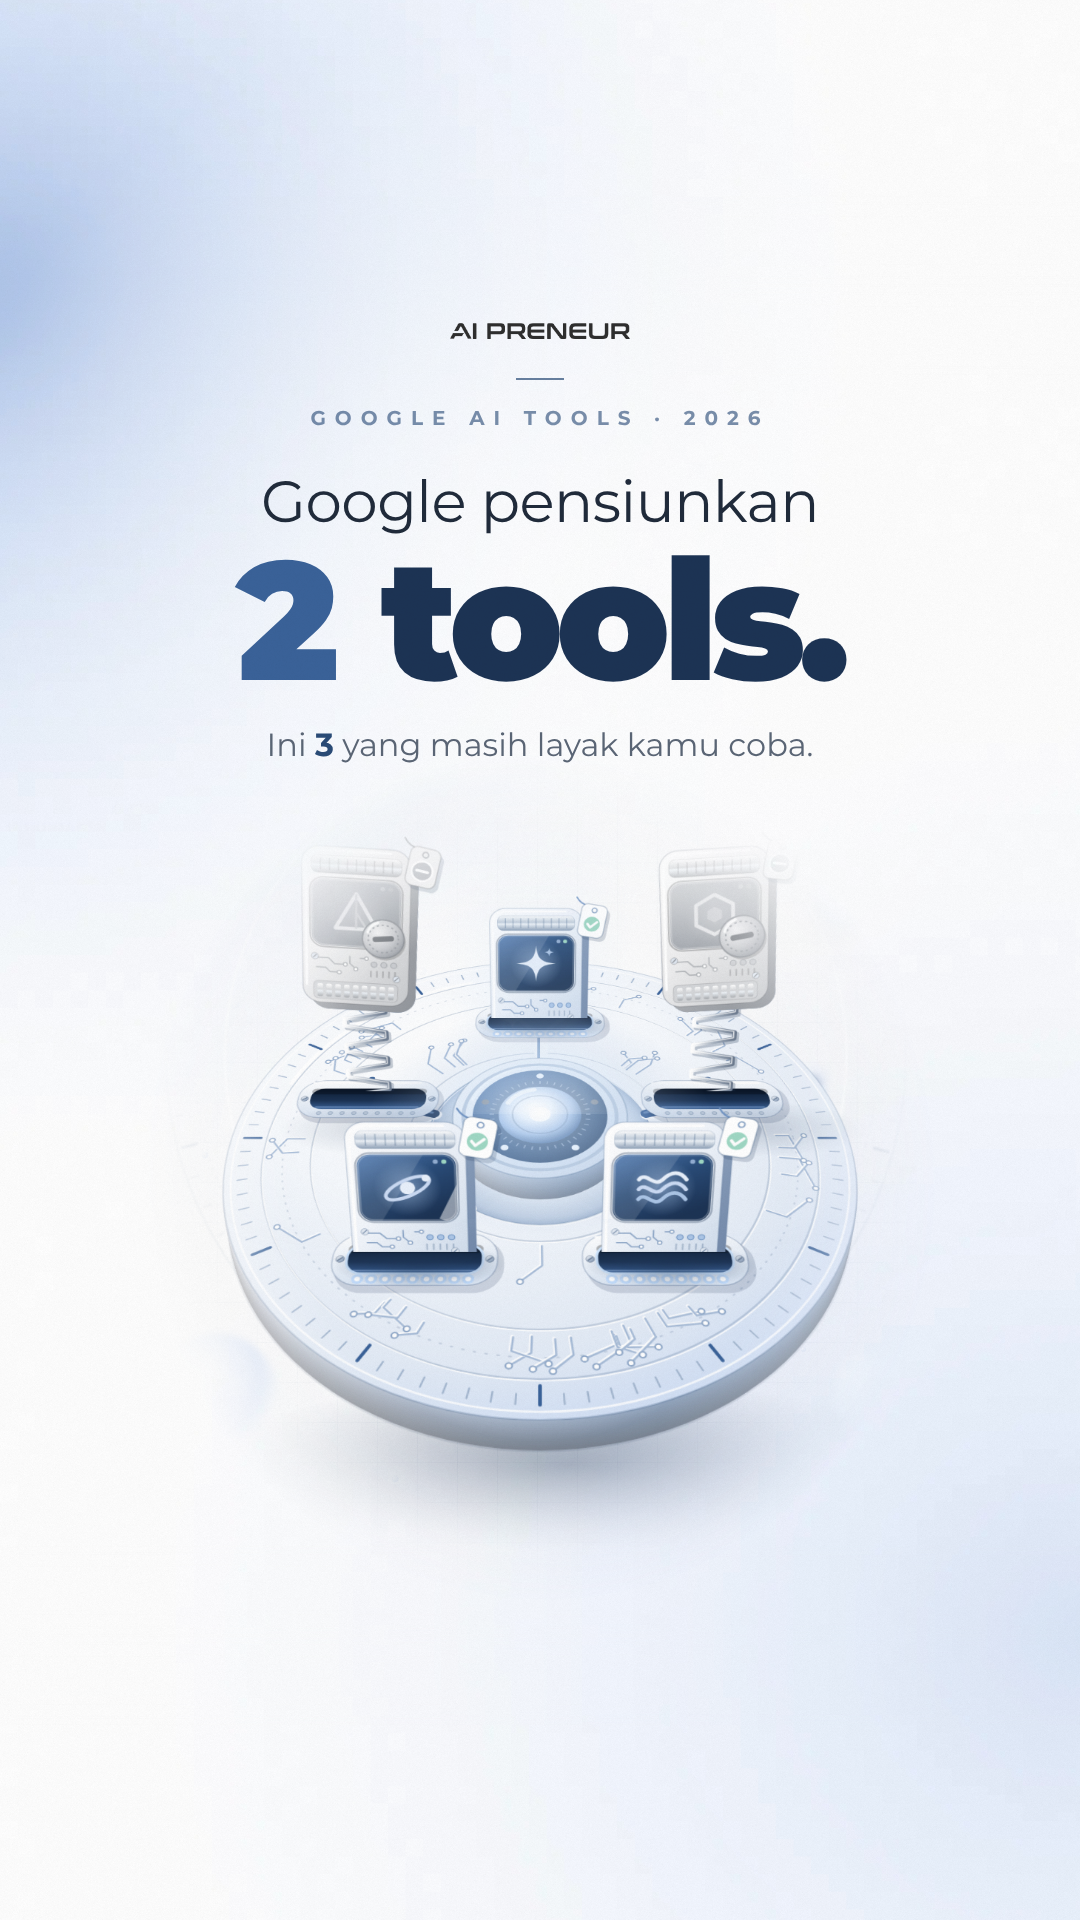 AI PRENEUR
GOOGLE AI TOOLS · 2026
Google pensiunkan
2 tools.
Ini 3 yang masih layak kamu coba.